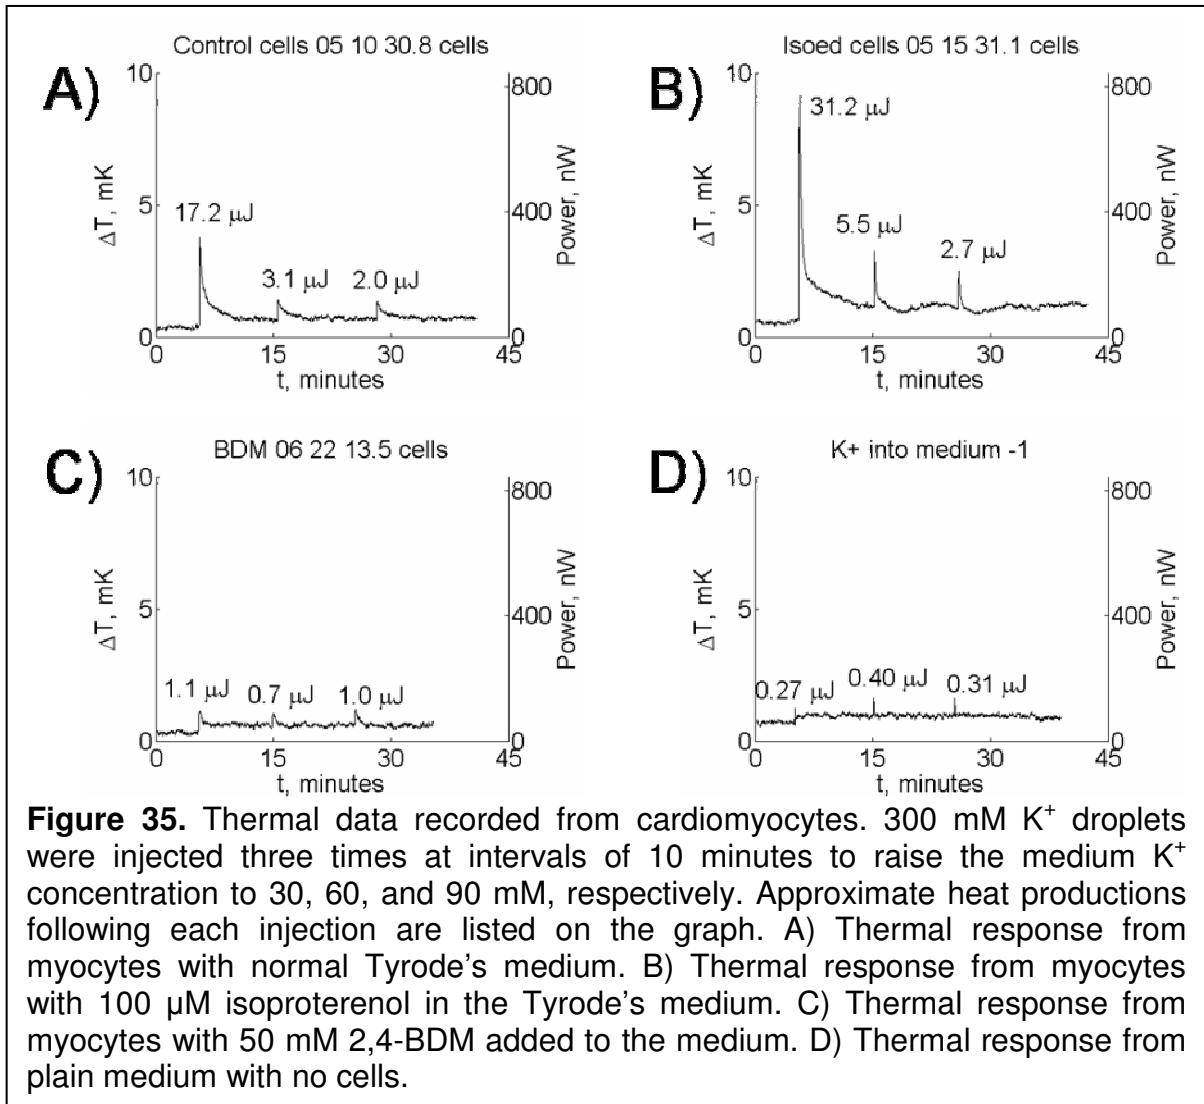 Control cells 05 10 30.8 cells
A)
10
5
0
ΔT, mK
800
400
0
Power, nW
17.2 µJ
3.1 µJ
2.0 µJ
0 15 30 45
t, minutes
Isoed cells 05 15 31.1 cells
B)
10
5
0
ΔT, mK
800
400
0
Power, nW
31.2 µJ
5.5 µJ
2.7 µJ
0 15 30 45
t, minutes
BDM 06 22 13.5 cells
C)
10
5
0
ΔT, mK
800
400
0
Power, nW
1.1 µJ
0.7 µJ
1.0 µJ
0 15 30 45
t, minutes
K+ into medium -1
D)
10
5
0
ΔT, mK
800
400
0
Power, nW
0.27 µJ
0.40 µJ
0.31 µJ
0 15 30 45
t, minutes
Figure 35. Thermal data recorded from cardiomyocytes. 300 mM K⁺ droplets
were injected three times at intervals of 10 minutes to raise the medium K⁺
concentration to 30, 60, and 90 mM, respectively. Approximate heat productions
following each injection are listed on the graph. A) Thermal response from
myocytes with normal Tyrode's medium. B) Thermal response from myocytes
with 100 µM isoproterenol in the Tyrode's medium. C) Thermal response from
myocytes with 50 mM 2,4-BDM added to the medium. D) Thermal response from
plain medium with no cells.